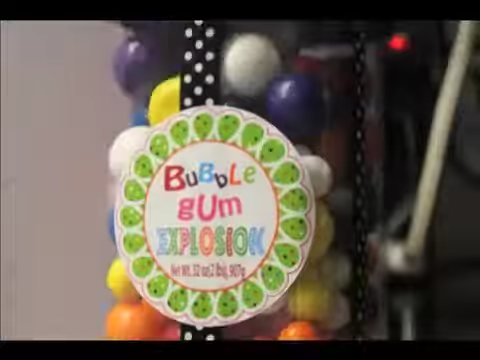 BuBbLe
gUm
EXPLOSION
Net Wt. 32 oz (2 lbs), 907g